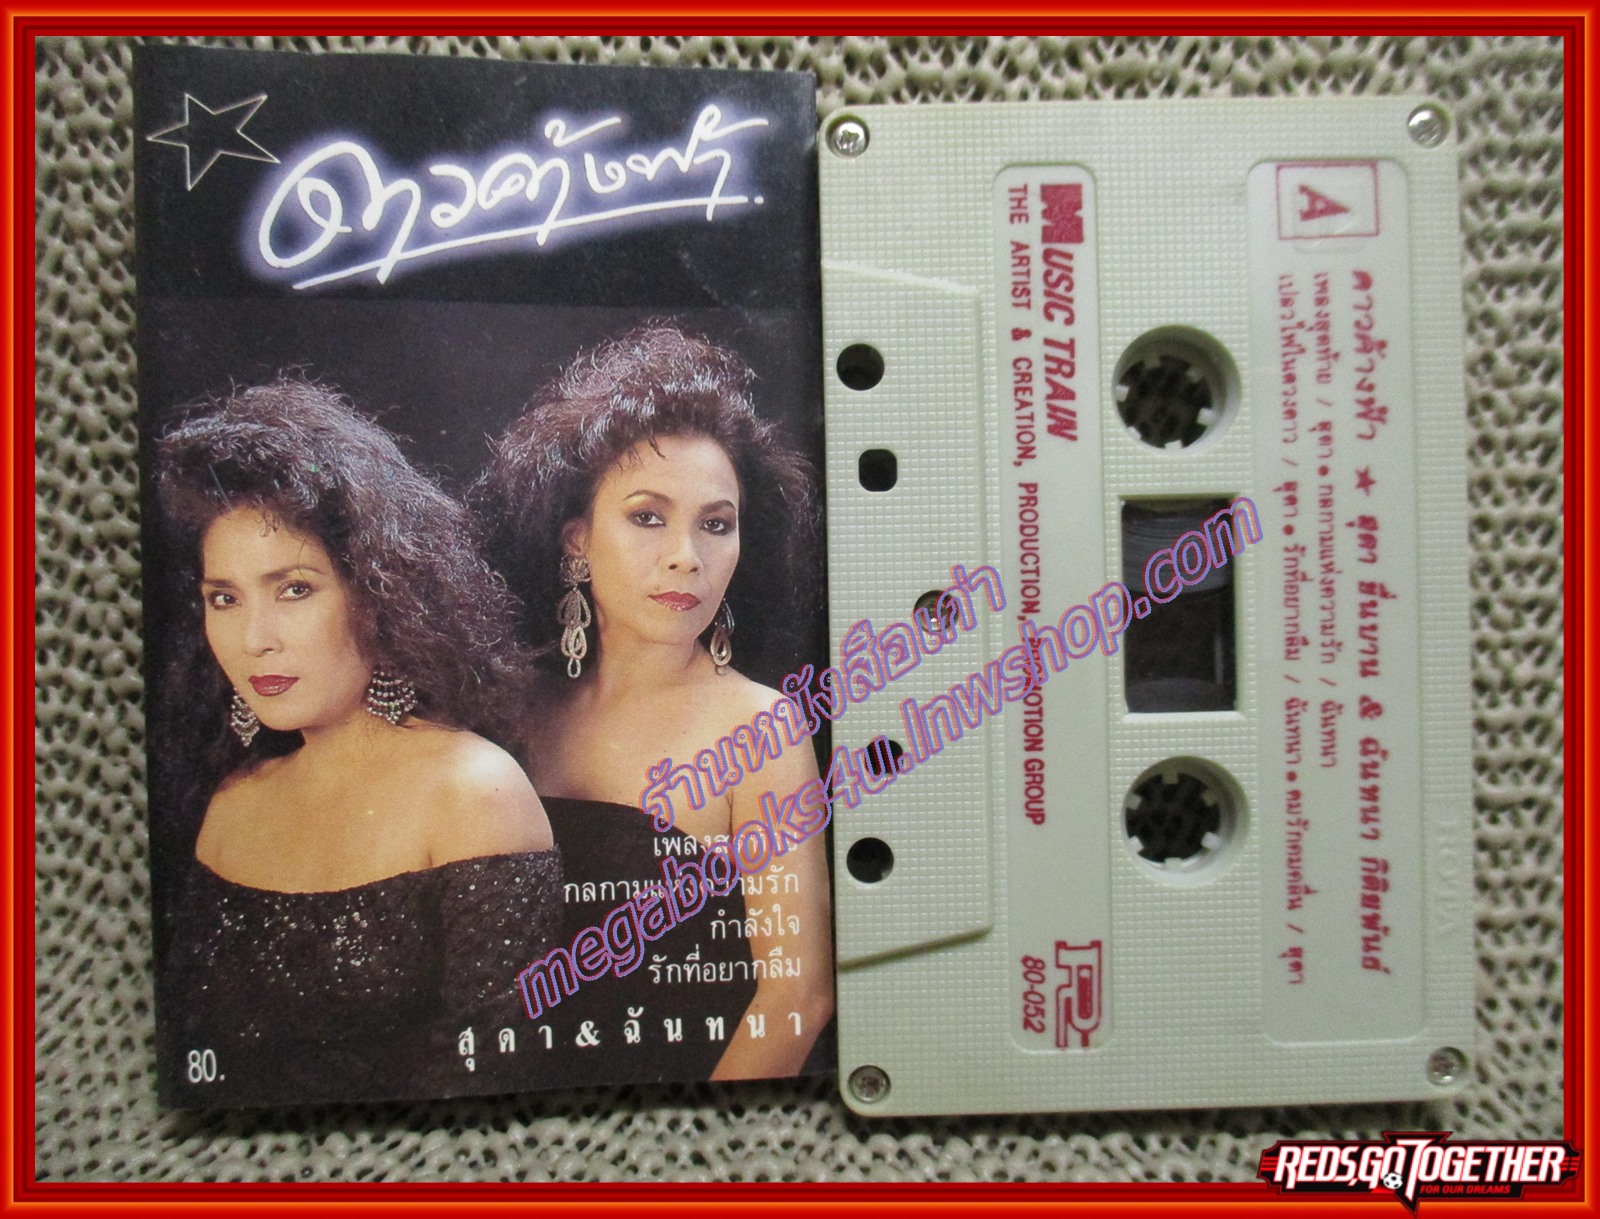 ดาวค้างฟ้า
เพลงสุดท้าย
กลกามแห่งความรัก
กำลังใจ
รักที่อยากลืม
สุดา & ฉันทนา
80.
MUSIC TRAIN
THE ARTIST & CREATION, PRODUCTION, PROMOTION GROUP
80-052
A
ดาวค้างฟ้า ★ สุดา ชื่นบาน & ฉันทนา กิติยพันธ์
เพลงสุดท้าย / สุดา ● กลกามแห่งความรัก / ฉันทนา
เปลวไฟในดวงดาว / สุดา ● รักที่อยากลืม / ฉันทนา ● คมรักคมคลื่น / สุดา
ร้านหนังสือเก่า
megabooks4u.lnwshop.com
REDS,GO TOGETHER
FOR OUR DREAMS